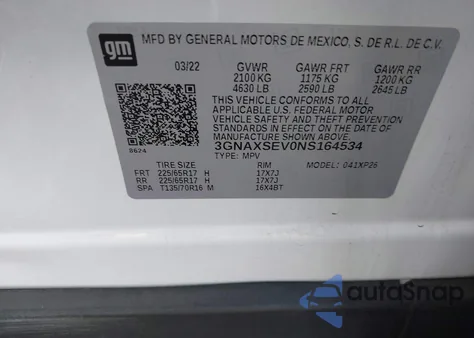 gm
MFD BY GENERAL MOTORS DE MEXICO, S. DE R.L. DE C.V.
03/22 GVWR GAWR FRT GAWR RR
2100 KG 1175 KG 1200 KG
4630 LB 2590 LB 2645 LB
THIS VEHICLE CONFORMS TO ALL
APPLICABLE U.S. FEDERAL MOTOR
VEHICLE SAFETY STANDARDS
IN EFFECT ON THE DATE OF
MANUFACTURE SHOWN ABOVE.
3GNAXSEV0NS164534
8624 TYPE: MPV
TIRE SIZE RIM MODEL: 041XP26
FRT 225/65R17 H 17X7J
RR 225/65R17 H 17X7J
SPA T135/70R16 M 16X4BT
autoSnap